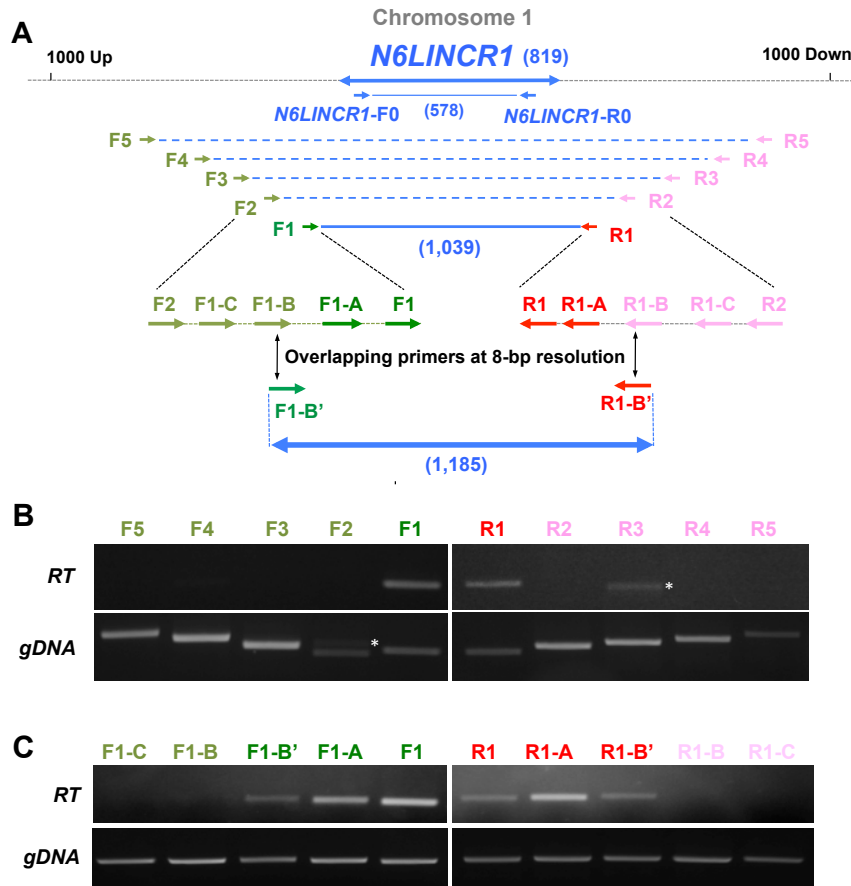 Chromosome 1
A
1000 Up
N6LINCR1 (819)
1000 Down
N6LINCR1-F0
(578)
N6LINCR1-R0
F5
R5
F4
R4
F3
R3
F2
R2
F1
R1
(1,039)
F2 F1-C F1-B F1-A F1 R1 R1-A R1-B R1-C R2
Overlapping primers at 8-bp resolution
F1-B’
R1-B’
(1,185)
B
F5 F4 F3 F2 F1 R1 R2 R3 R4 R5
RT
*
gDNA
*
C
F1-C F1-B F1-B’ F1-A F1 R1 R1-A R1-B’ R1-B R1-C
RT
gDNA